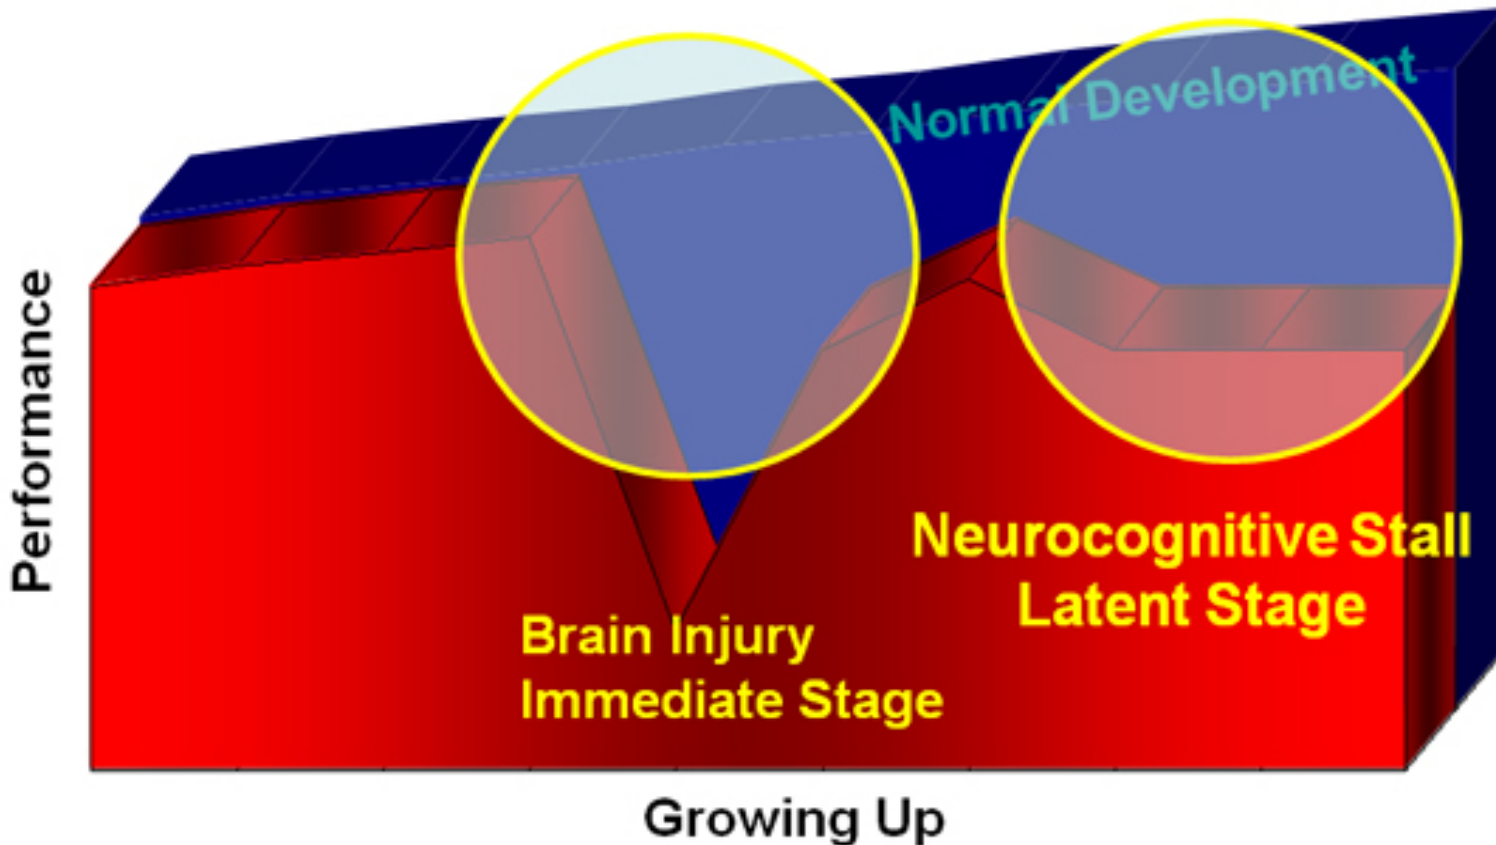 Normal Development
Performance
Neurocognitive Stall
Latent Stage
Brain Injury
Immediate Stage
Growing Up